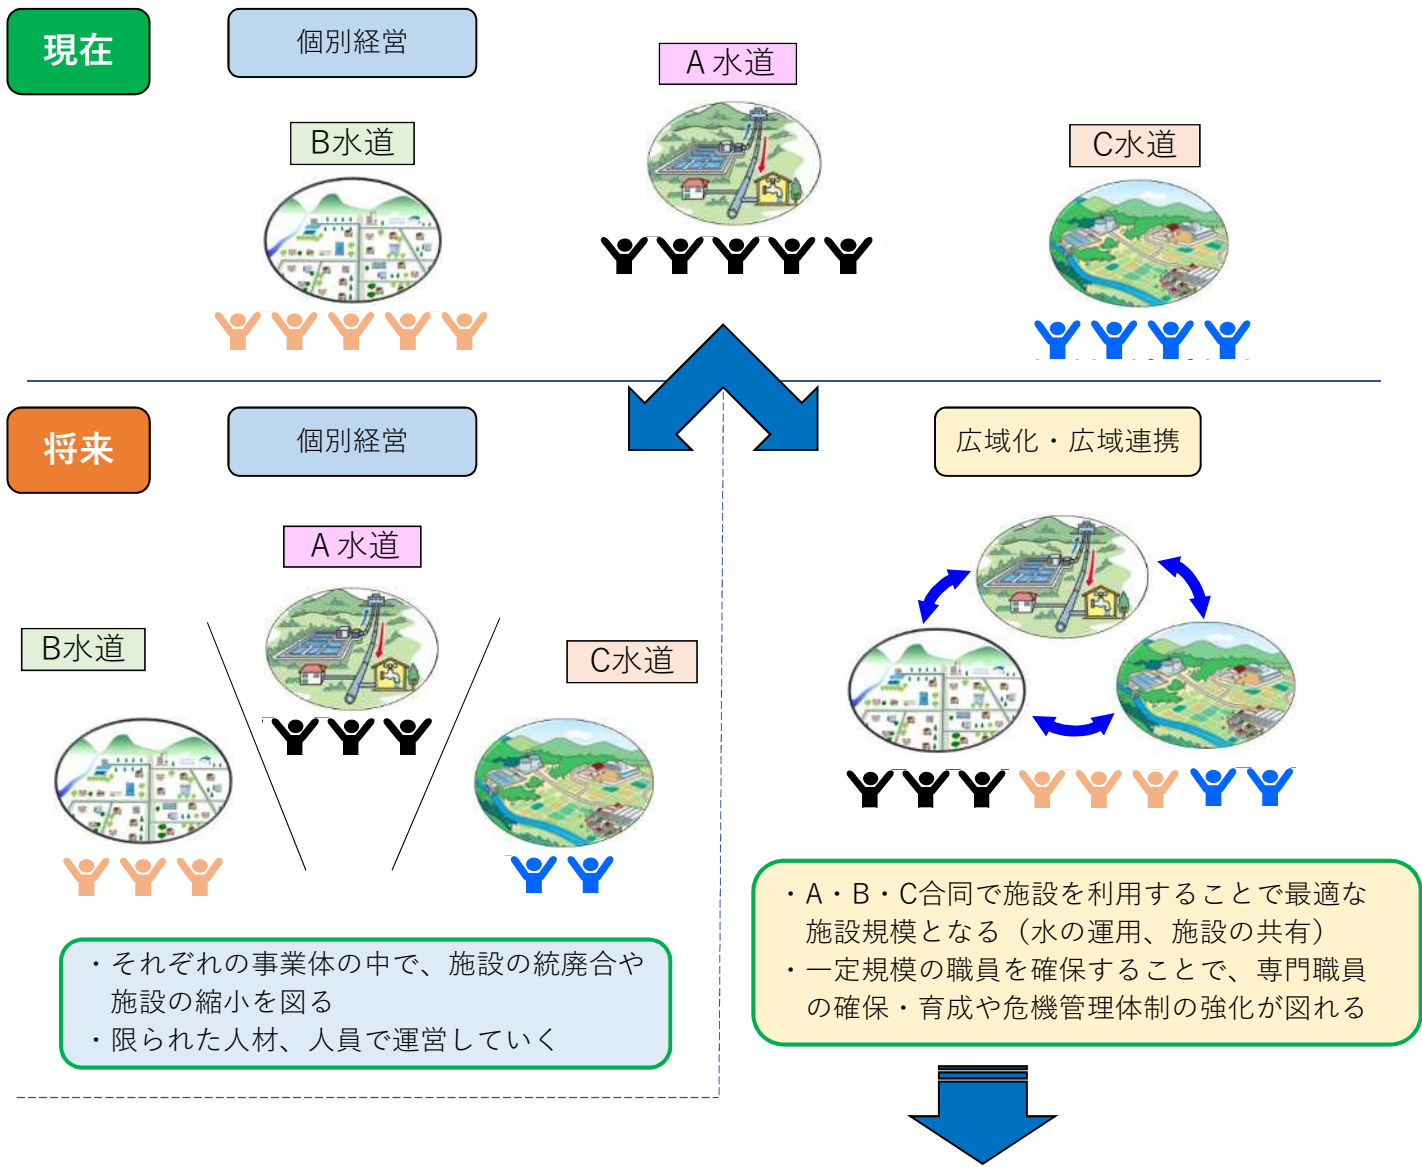 現在
個別経営
A水道
B水道
C水道
将来
個別経営
広域化・広域連携
A水道
B水道
C水道
・それぞれの事業体の中で、施設の統廃合や
施設の縮小を図る
・限られた人材、人員で運営していく
・A・B・C合同で施設を利用することで最適な
施設規模となる（水の運用、施設の共有）
・一定規模の職員を確保することで、専門職員
の確保・育成や危機管理体制の強化が図れる